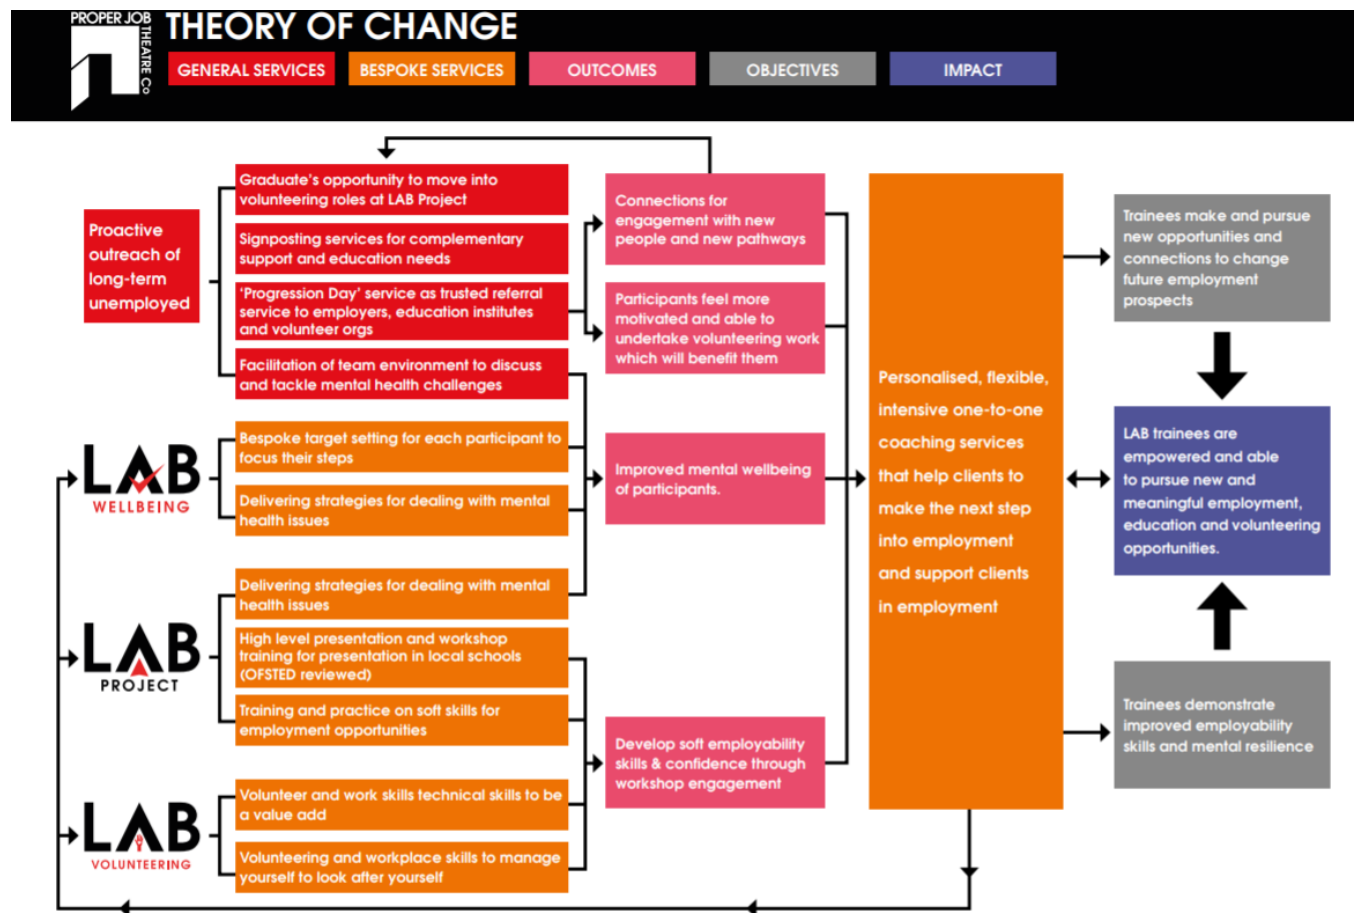 PROPER JOB
THEATRE Co
THEORY OF CHANGE
GENERAL SERVICES
BESPOKE SERVICES
OUTCOMES
OBJECTIVES
IMPACT
Proactive
outreach of
long-term
unemployed
Graduate's opportunity to move into
volunteering roles at LAB Project
Signposting services for complementary
support and education needs
'Progression Day' service as trusted referral
service to employers, education institutes
and volunteer orgs
Facilitation of team environment to discuss
and tackle mental health challenges
LAB
WELLBEING
Bespoke target setting for each participant to
focus their steps
Delivering strategies for dealing with mental
health issues
LAB
PROJECT
Delivering strategies for dealing with mental
health issues
High level presentation and workshop
training for presentation in local schools
(OFSTED reviewed)
Training and practice on soft skills for
employment opportunities
LAB
VOLUNTEERING
Volunteer and work skills technical skills to be
a value add
Volunteering and workplace skills to manage
yourself to look after yourself
Connections for
engagement with new
people and new pathways
Participants feel more
motivated and able to
undertake volunteering work
which will benefit them
Improved mental wellbeing
of participants.
Develop soft employability
skills & confidence through
workshop engagement
Personalised, flexible,
intensive one-to-one
coaching services
that help clients to
make the next step
into employment
and support clients
in employment
Trainees make and pursue
new opportunities and
connections to change
future employment
prospects
LAB trainees are
empowered and able
to pursue new and
meaningful employment,
education and volunteering
opportunities.
Trainees demonstrate
improved employability
skills and mental resilience